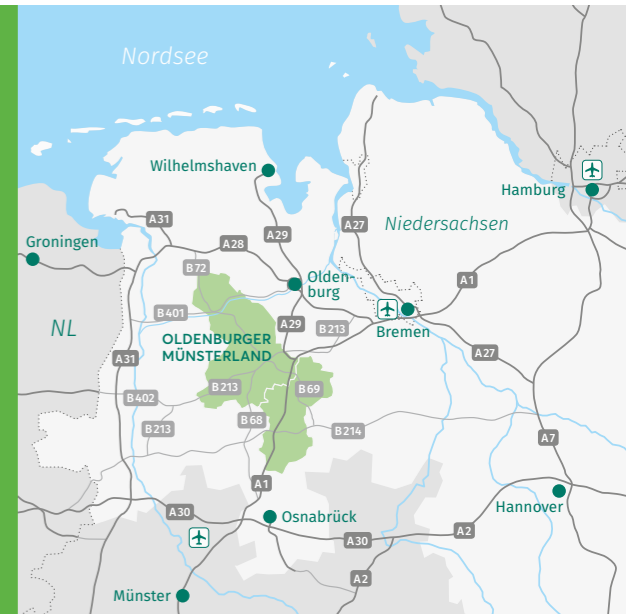 Nordsee
Wilhelmshaven
Hamburg
A31
A27
Niedersachsen
A29
Groningen
A28
B72
A1
Olden-
burg
B401
NL
A29
B213
Bremen
OLDENBURGER
MÜNSTERLAND
A31
A27
B213
B69
B402
B68
B213
B214
A7
A1
Hannover
A30
Osnabrück
A2
A30
A2
Münster